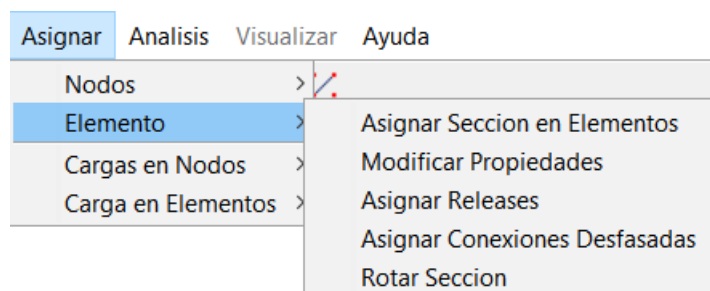 Asignar Analisis Visualizar Ayuda
Nodos >
Elemento >
Cargas en Nodos >
Carga en Elementos >
Asignar Seccion en Elementos
Modificar Propiedades
Asignar Releases
Asignar Conexiones Desfasadas
Rotar Seccion